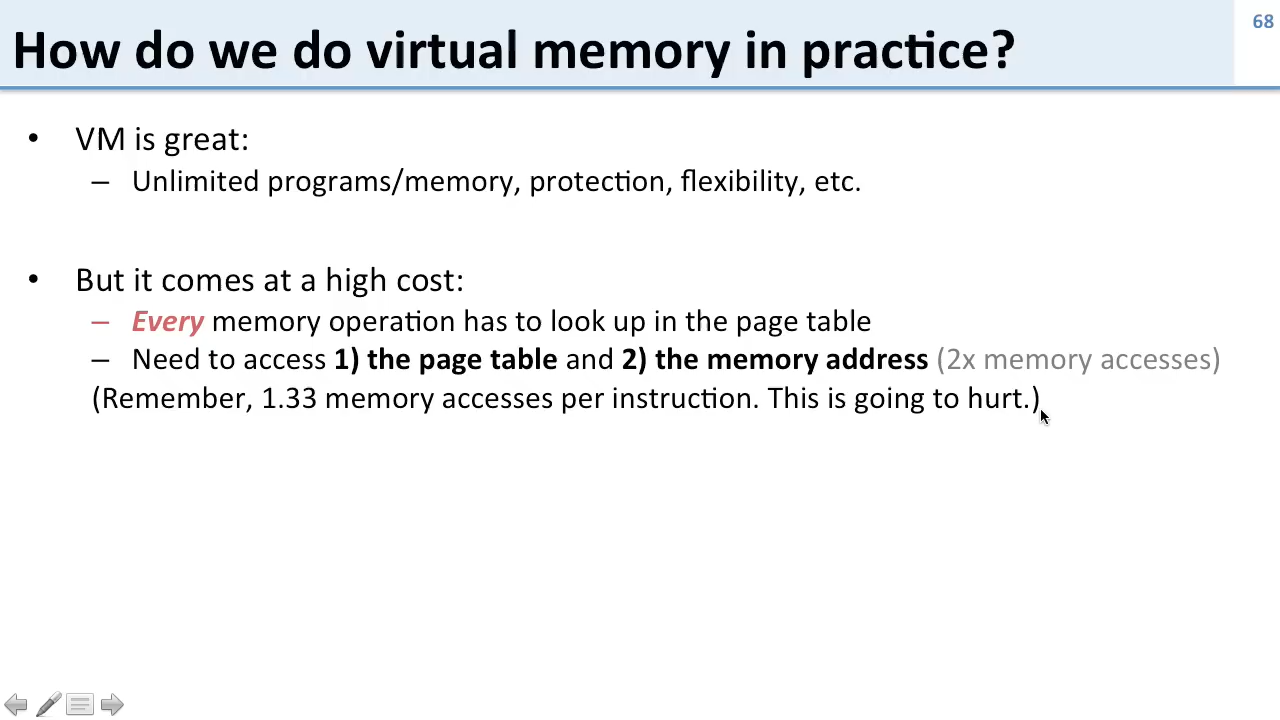 68
How do we do virtual memory in practice?
• VM is great:
– Unlimited programs/memory, protection, flexibility, etc.
• But it comes at a high cost:
– Every memory operation has to look up in the page table
– Need to access 1) the page table and 2) the memory address (2x memory accesses)
(Remember, 1.33 memory accesses per instruction. This is going to hurt.)